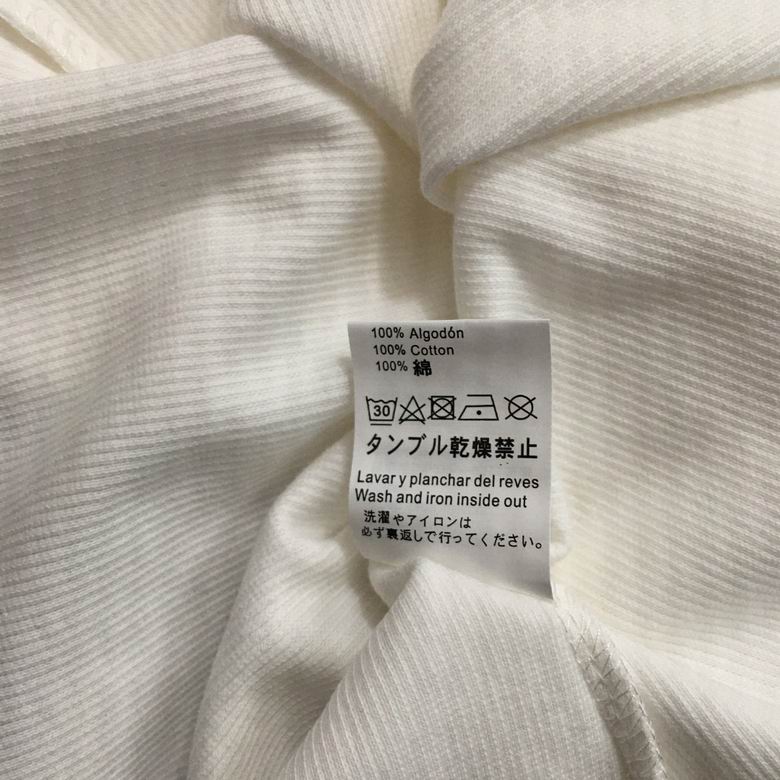 100% Algodón
100% Cotton
100% 綿
30
タンブル乾燥禁止
Lavar y planchar del reves
Wash and iron inside out
洗濯やアイロンは
必ず裏返しで行ってください。